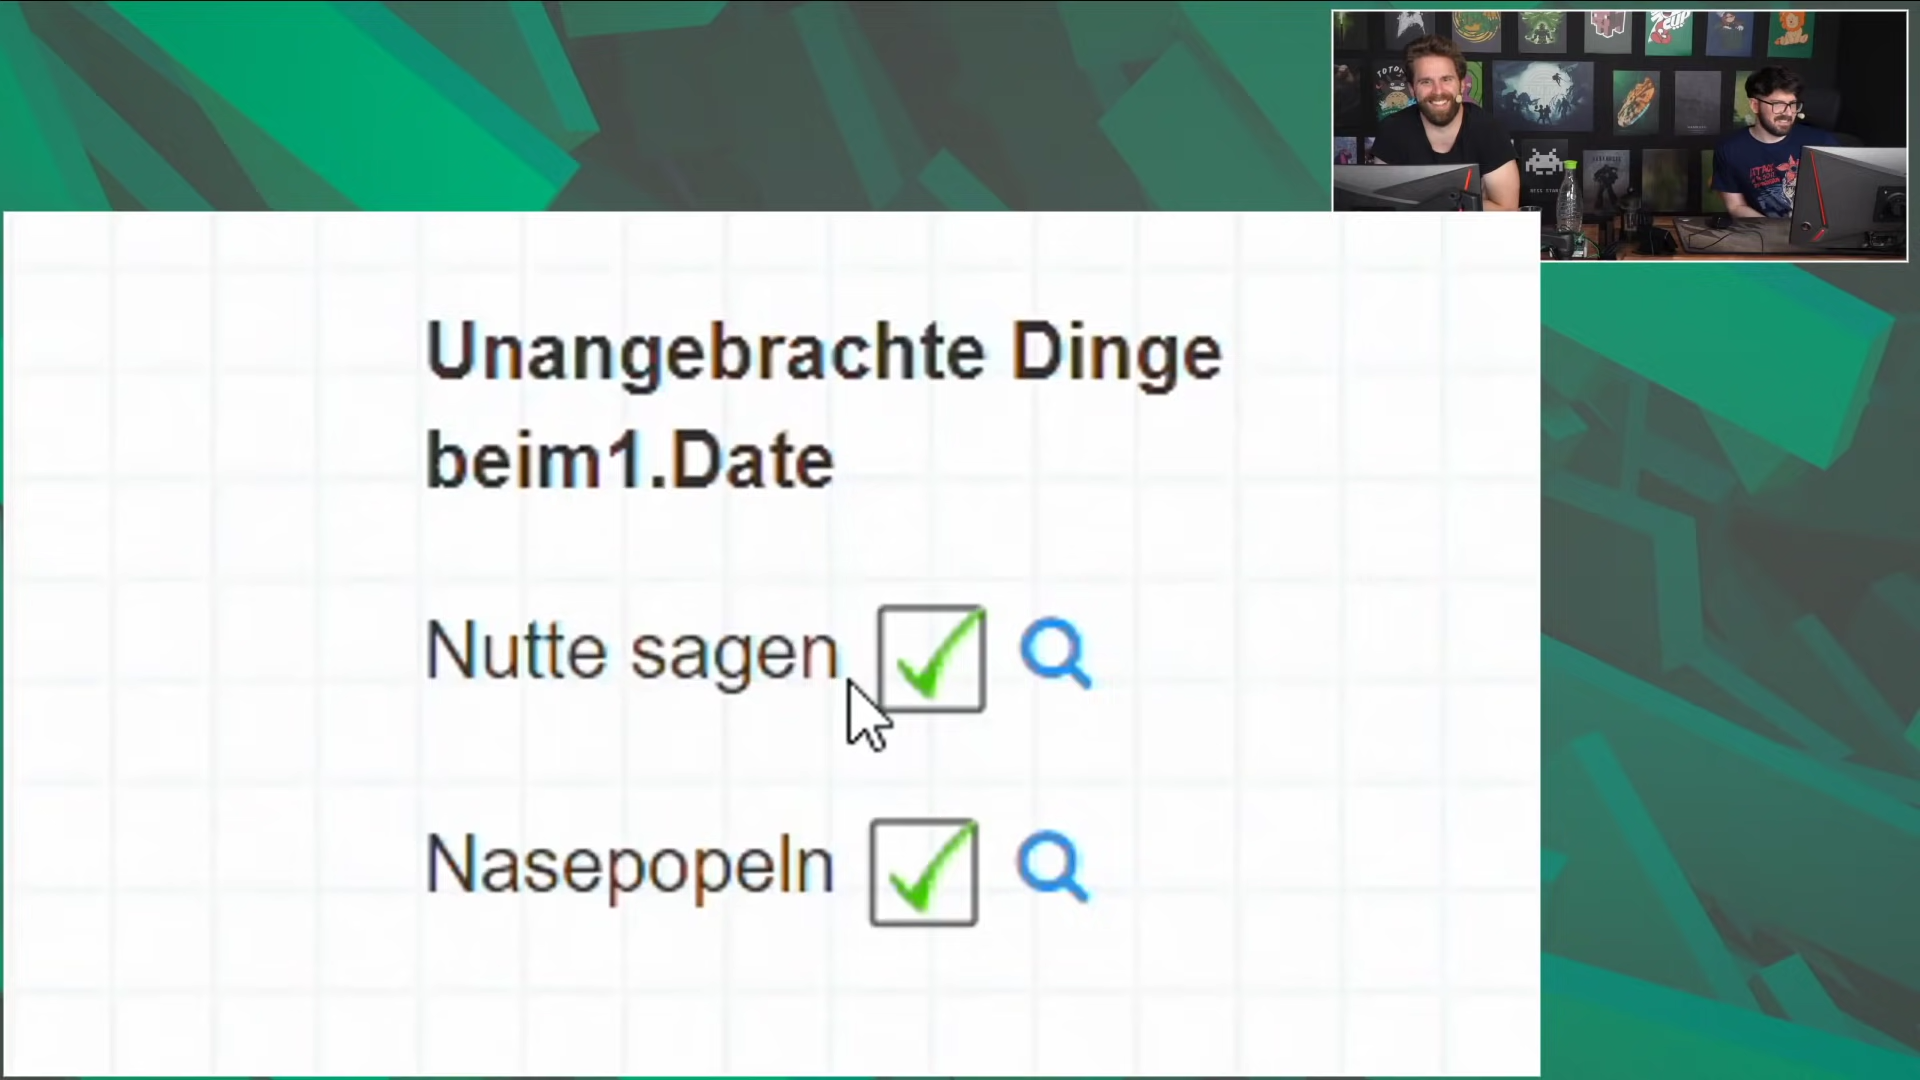 Unangebrachte Dinge
beim1.Date
Nutte sagen
Nasepopeln